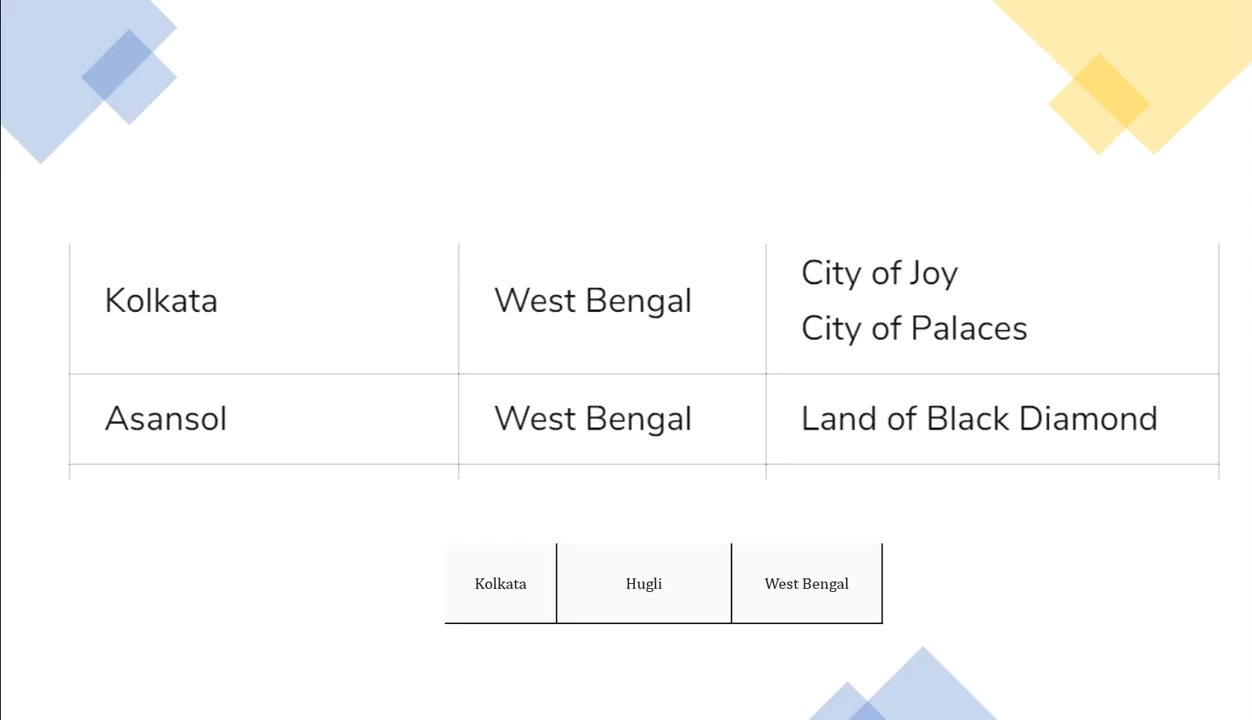 Kolkata West Bengal City of Joy
City of Palaces
Asansol West Bengal Land of Black Diamond
Kolkata Hugli West Bengal